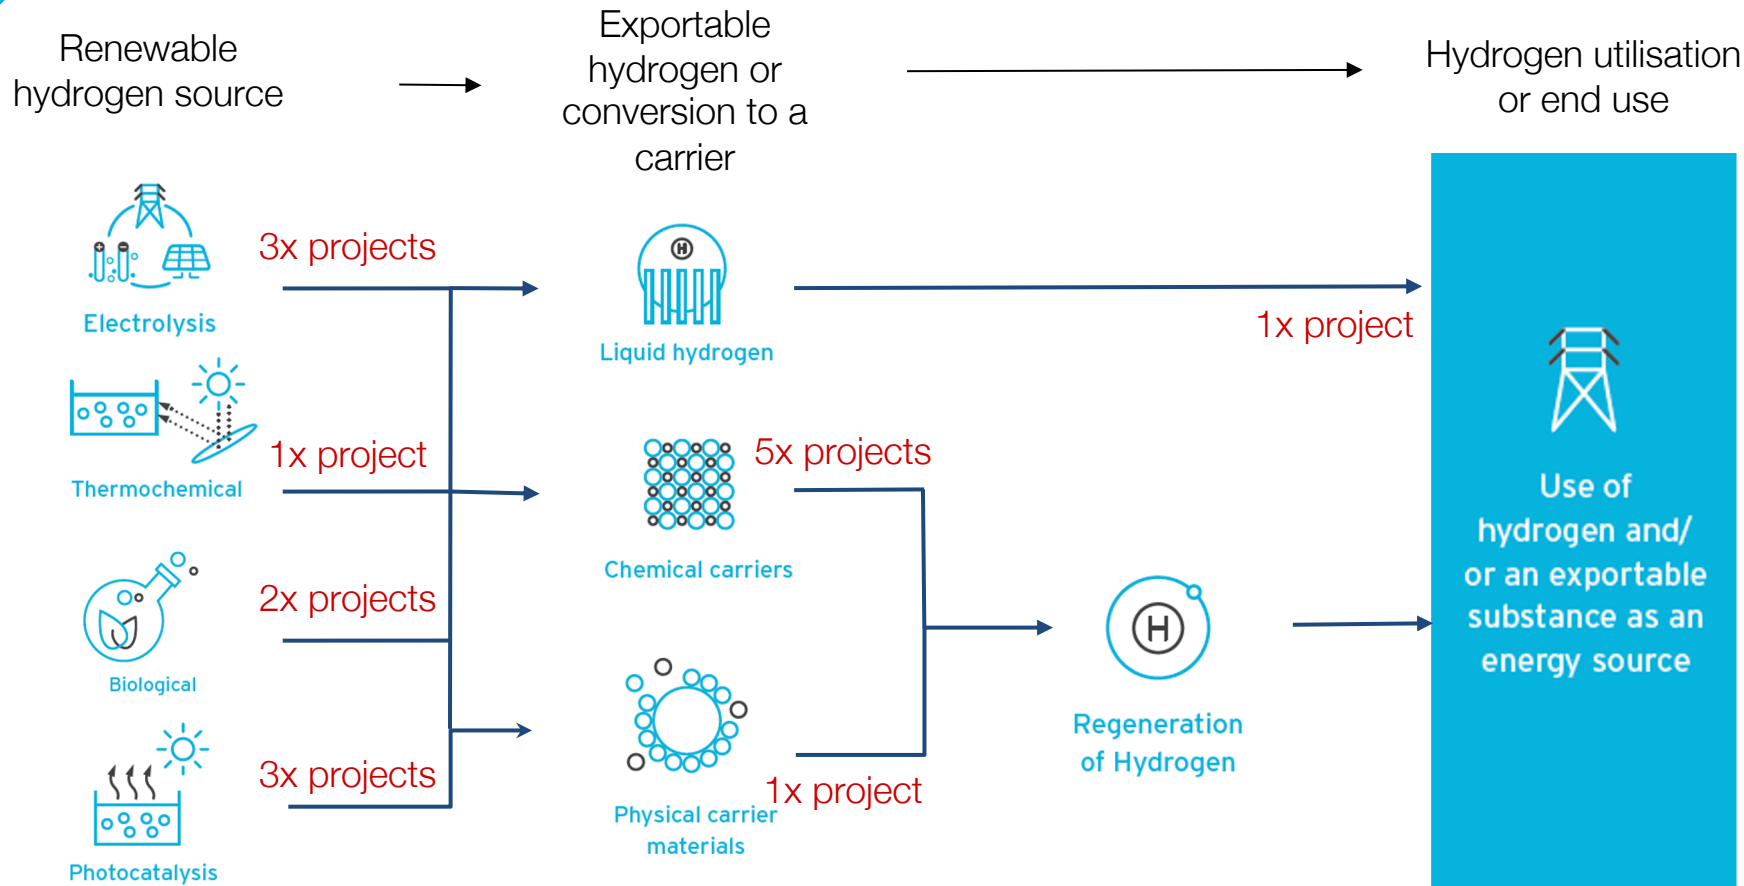 Renewable
hydrogen source
Exportable
hydrogen or
conversion to a
carrier
Hydrogen utilisation
or end use
3x projects
Electrolysis
1x project
Thermochemical
2x projects
Biological
3x projects
Photocatalysis
H
Liquid hydrogen
1x project
5x projects
Chemical carriers
1x project
Physical carrier
materials
H
Regeneration
of Hydrogen
Use of
hydrogen and/
or an exportable
substance as an
energy source